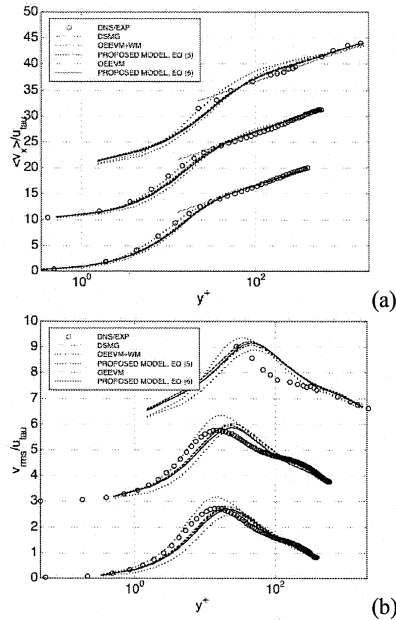 50
45
40
35
30
25
20
15
10
5
0
DNS/EXP
DSMG
OEEVM+WM
PROPOSED MODEL, EQ (5)
OEEVM
PROPOSED MODEL, EQ (6)
<v_x>/u_tau
10^0
10^2
y^+
(a)
10
9
8
7
6
5
4
3
2
1
0
DNS/EXP
DSMG
OEEVM+WM
PROPOSED MODEL, EQ (5)
OEEVM
PROPOSED MODEL, EQ (6)
v_rms/u_tau
10^0
10^2
y^+
(b)